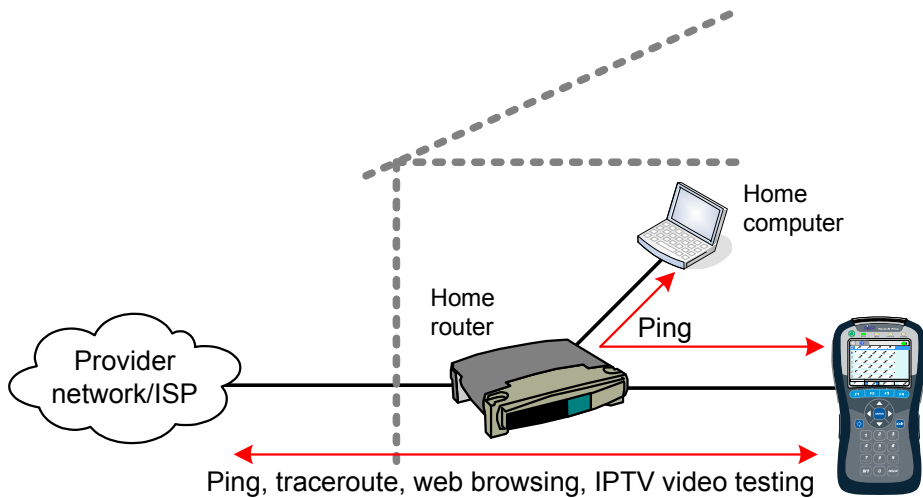 Home
computer
Home
router
Ping
Provider
network/ISP
Ping, traceroute, web browsing, IPTV video testing